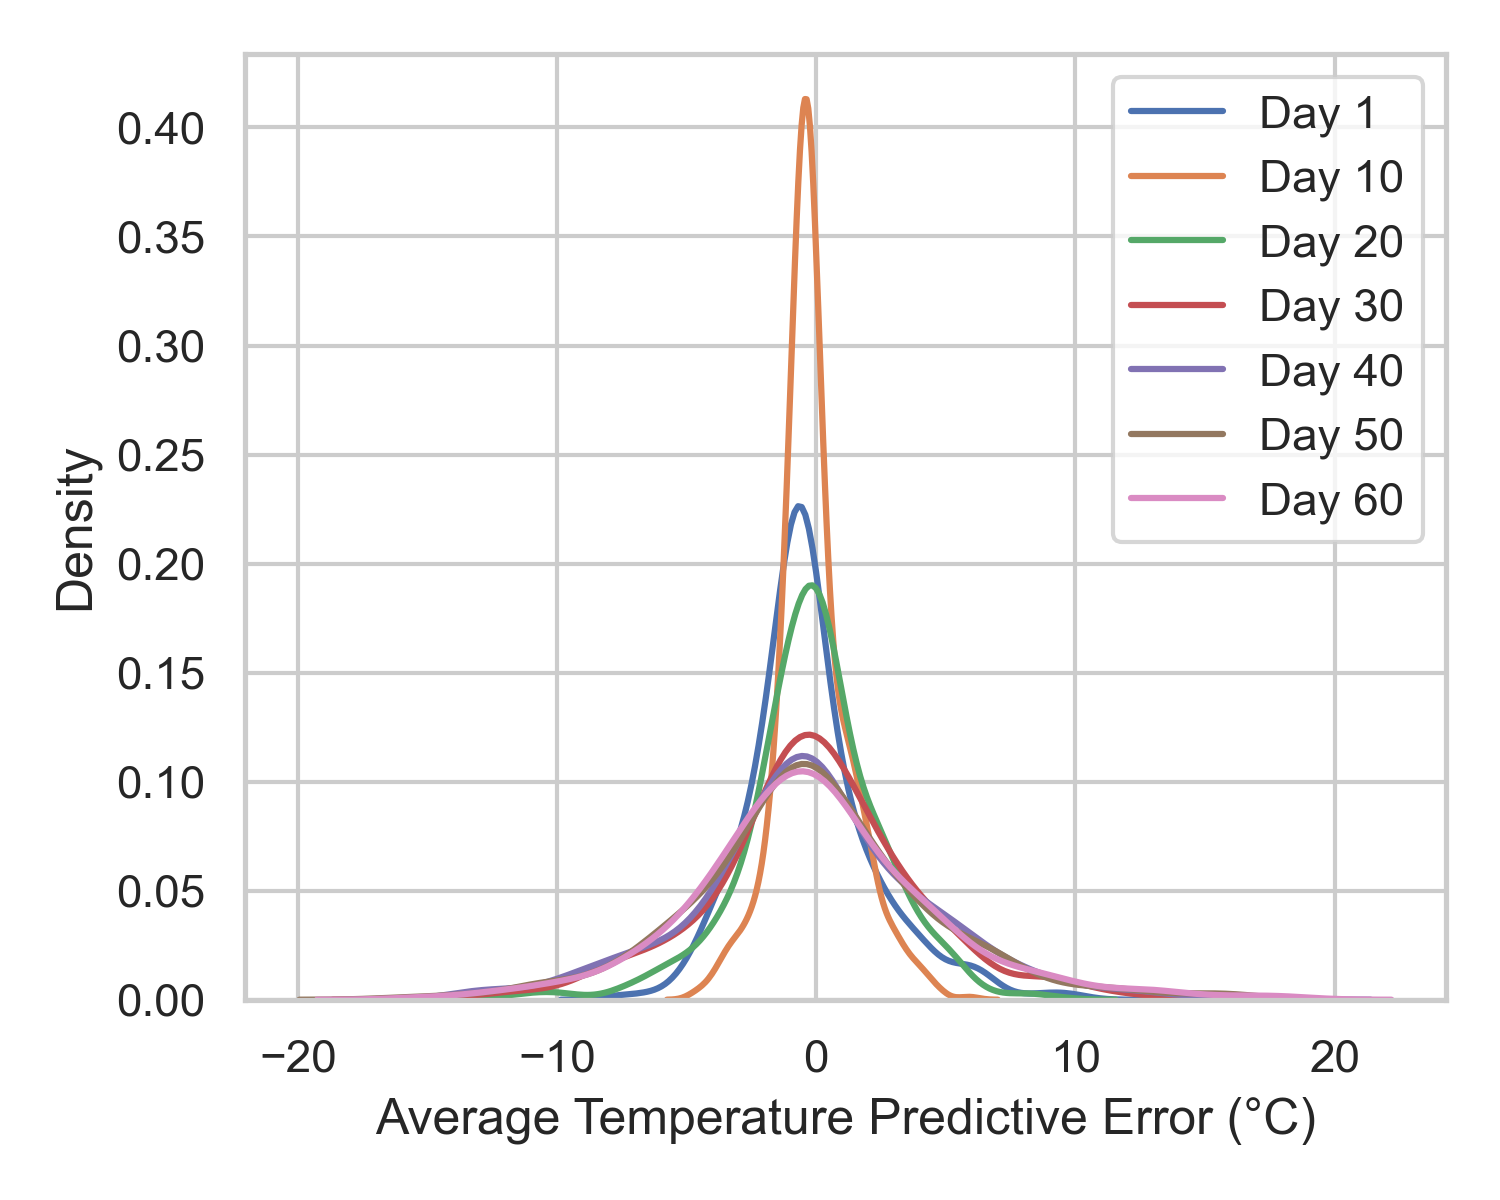 0.40
0.35
0.30
0.25
0.20
0.15
0.10
0.05
0.00
Density
−20 −10 0 10 20
Average Temperature Predictive Error (°C)
Day 1
Day 10
Day 20
Day 30
Day 40
Day 50
Day 60